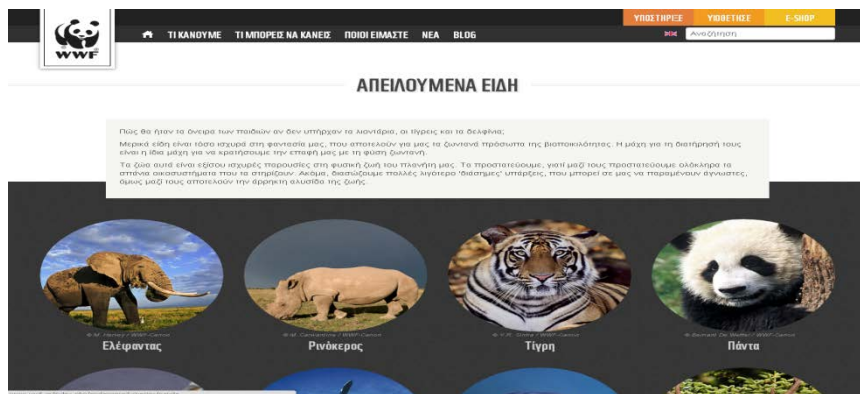 ΥΠΟΣΤΗΡΙΞΕ ΥΙΟΘΕΤΗΣΕ E-SHOP
ΤΙ ΚΑΝΟΥΜΕ ΤΙ ΜΠΟΡΕΙΣ ΝΑ ΚΑΝΕΙΣ ΠΟΙΟΙ ΕΙΜΑΣΤΕ ΝΕΑ BLOG Αναζήτηση
WWF
ΑΠΕΙΛΟΥΜΕΝΑ ΕΙΔΗ
Πώς θα ήταν τα όνειρα των παιδιών αν δεν υπήρχαν τα λιοντάρια, οι τίγρεις και τα δελφίνια;
Μερικά είδη είναι τόσο ισχυρά στη φαντασία μας, που αποτελούν για μας τα ζωντανά πρόσωπα της βιοποικιλότητας. Η μάχη για τη διατήρησή τους
είναι η ίδια μάχη για να κρατήσουμε την επαφή μας με τη φύση ζωντανή.
Τα ζώα αυτά είναι εξίσου ισχυρές παρουσίες στη φυσική ζωή του πλανήτη μας. Τα προστατεύουμε, γιατί μαζί τους προστατεύουμε ολόκληρα τα
σπάνια οικοσυστήματα που τα στηρίζουν. Ακόμα, διασώζουμε πολλές λιγότερο 'διάσημες' υπάρξεις, που μπορεί σε μας να παραμένουν άγνωστες,
όμως μαζί τους αποτελούν την άρρηκτη αλυσίδα της ζωής.
Ελέφαντας Ρινόκερος Τίγρη Πάντα